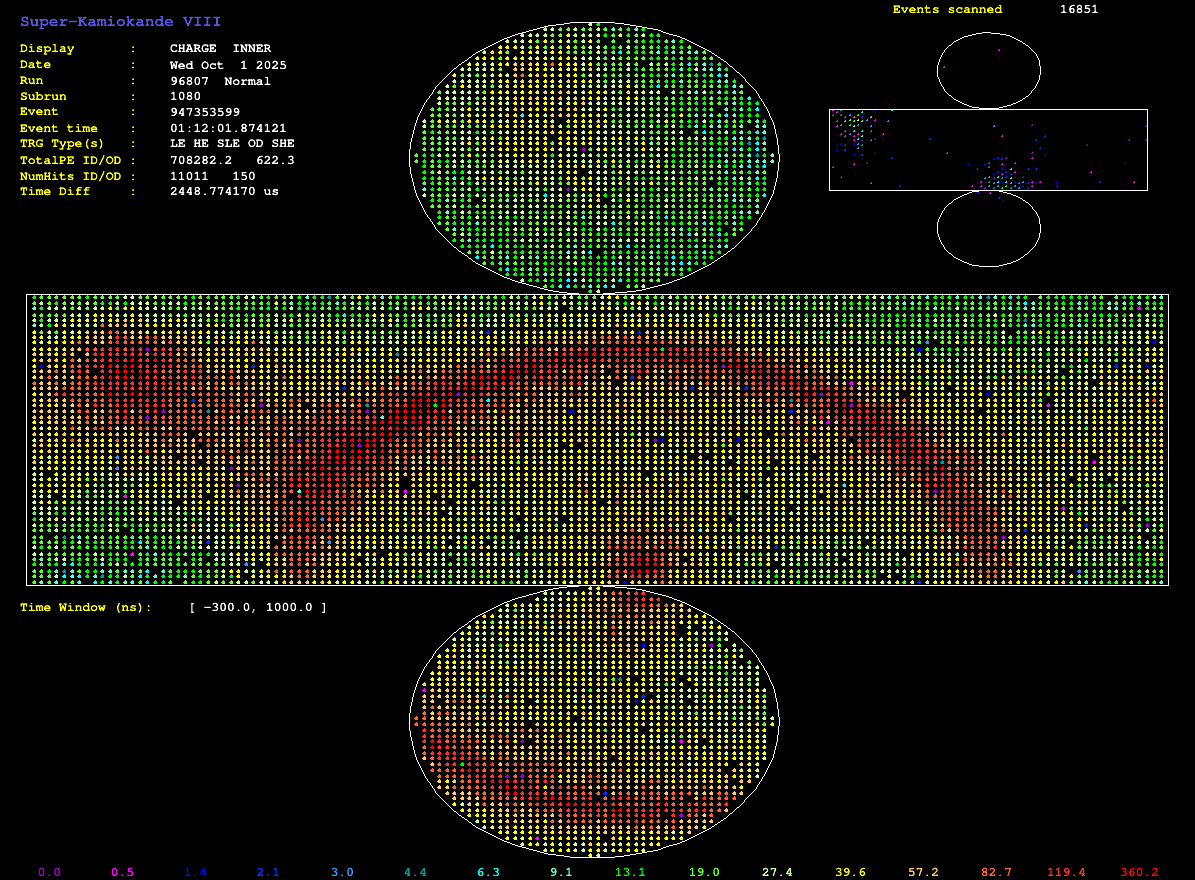 Super-Kamiokande VIII
Events scanned 16851
Display : CHARGE INNER
Date : Wed Oct 1 2025
Run : 96807 Normal
Subrun : 1080
Event : 947353599
Event time : 01:12:01.874121
TRG Type(s) : LE HE SLE OD SHE
TotalPE ID/OD : 708282.2 622.3
NumHits ID/OD : 11011 150
Time Diff : 2448.774170 us
Time Window (ns): [ -300.0, 1000.0 ]
0.0 0.5 1.4 2.1 3.0 4.4 6.3 9.1 13.1 19.0 27.4 39.6 57.2 82.7 119.4 360.2